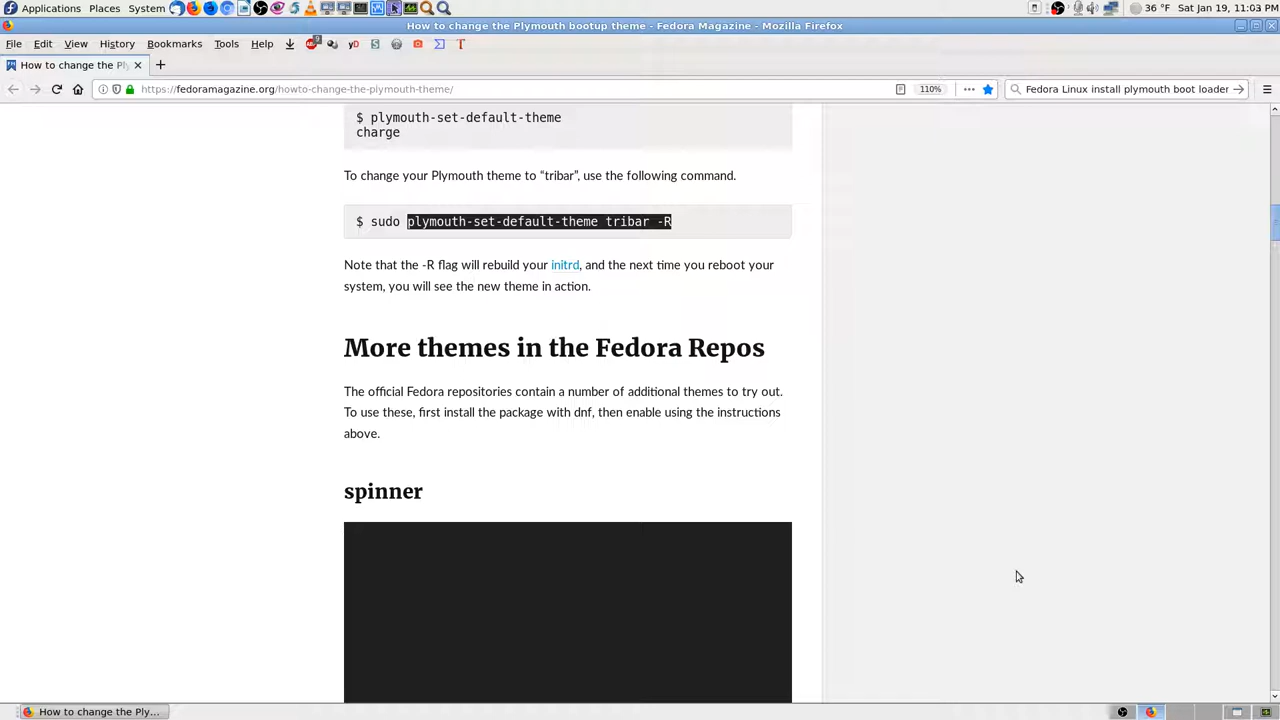 Applications Places System 36 °F Sat Jan 19, 11:03 PM
How to change the Plymouth bootup theme - Fedora Magazine - Mozilla Firefox
File Edit View History Bookmarks Tools Help
How to change the Ply
https://fedoramagazine.org/howto-change-the-plymouth-theme/ 110% Fedora Linux install plymouth boot loader
$ plymouth-set-default-theme
charge
To change your Plymouth theme to “tribar”, use the following command.
$ sudo plymouth-set-default-theme tribar -R
Note that the -R flag will rebuild your initrd, and the next time you reboot your
system, you will see the new theme in action.
More themes in the Fedora Repos
The official Fedora repositories contain a number of additional themes to try out.
To use these, first install the package with dnf, then enable using the instructions
above.
spinner
How to change the Ply...